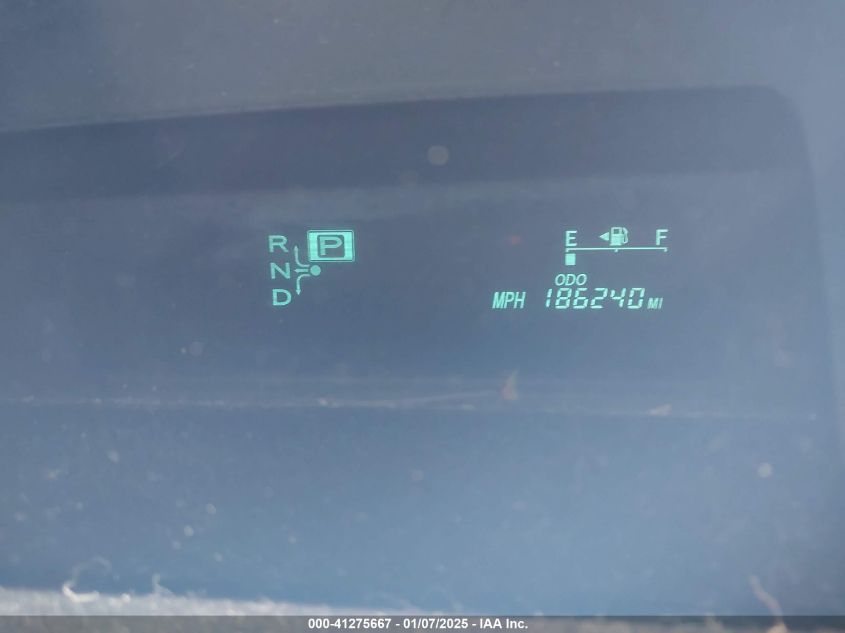 R P
N
D
E F
ODO
MPH 186240 MI
000-41275667 - 01/07/2025 - IAA Inc.